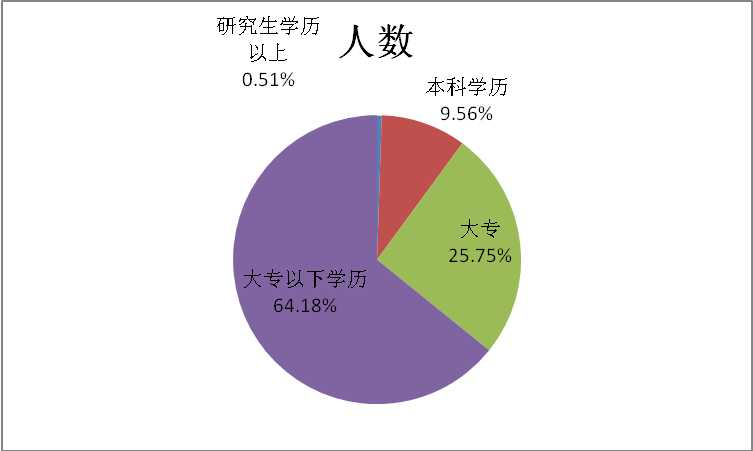 人数
研究生学历
以上
0.51%
本科学历
9.56%
大专
25.75%
大专以下学历
64.18%